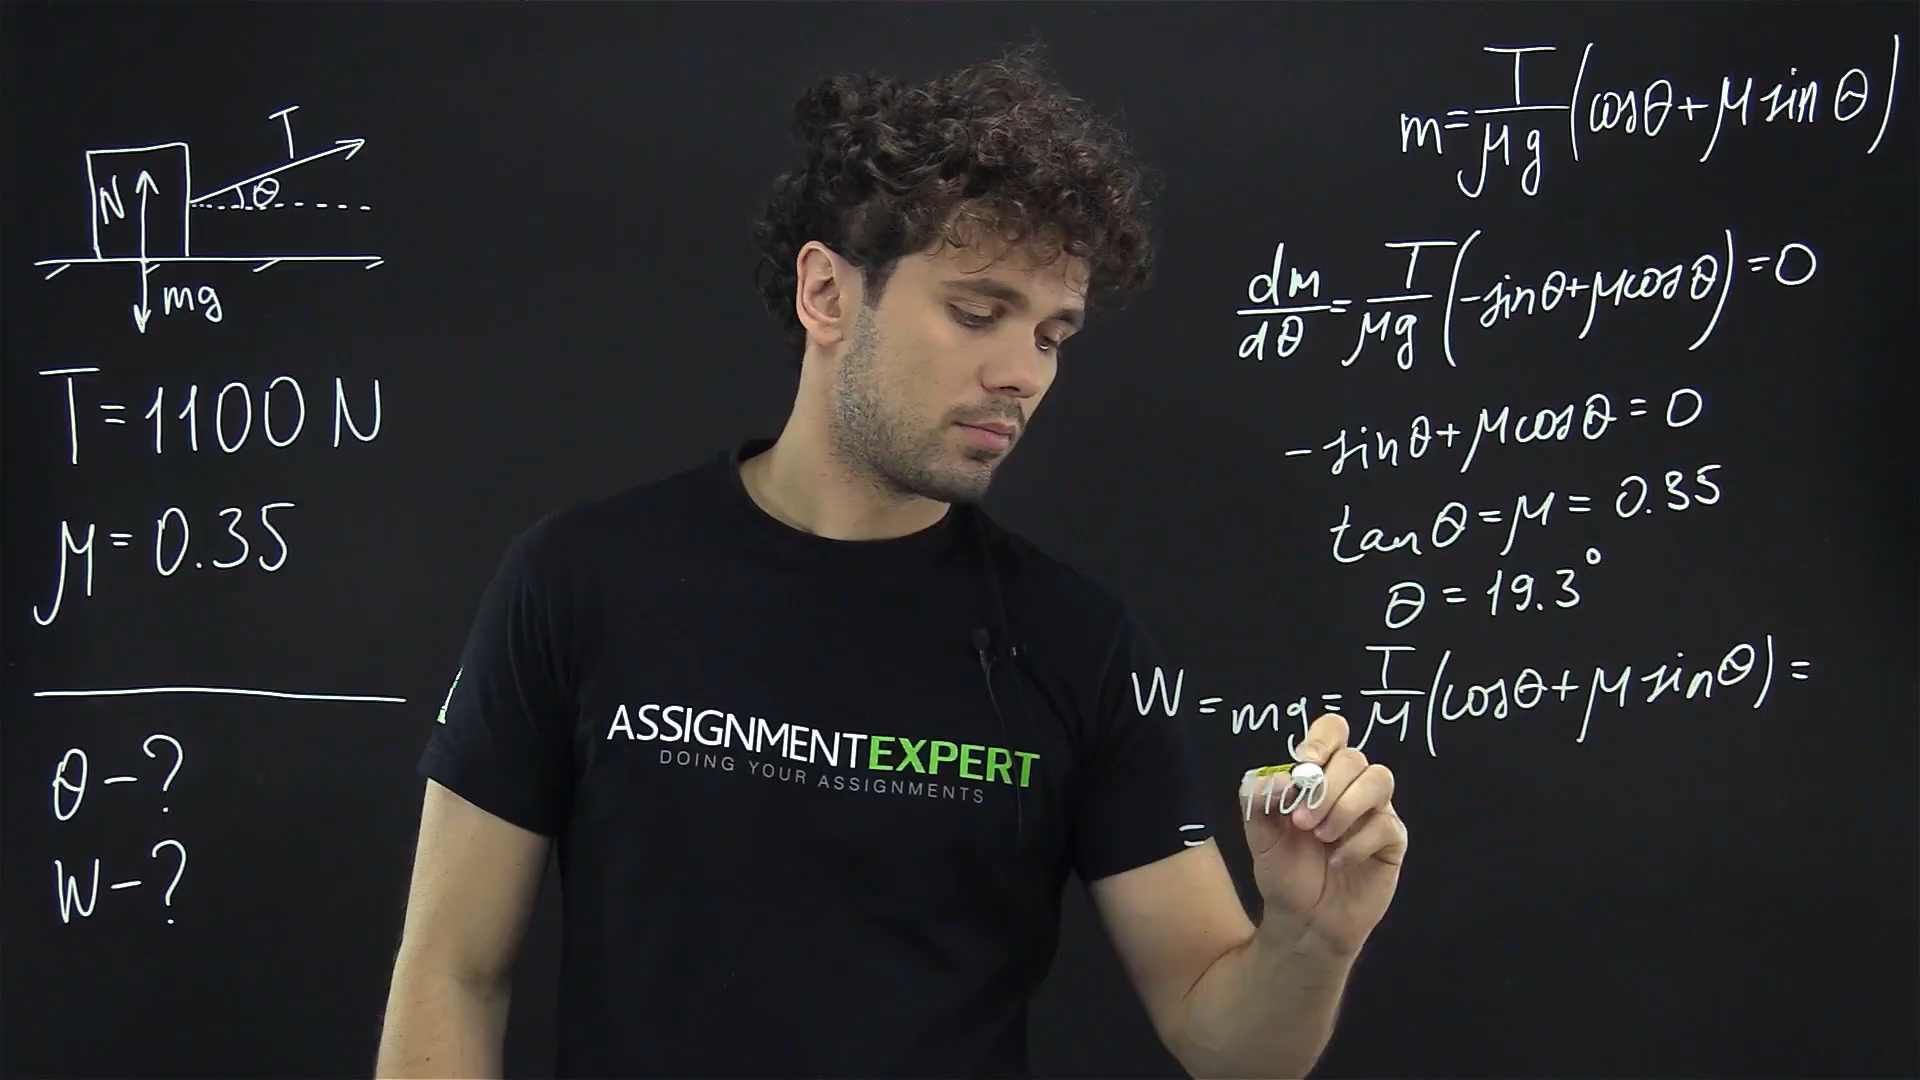 T
N
θ
mg
T = 1100 N
μ = 0.35
θ - ?
W - ?
ASSIGNMENTEXPERT
DOING YOUR ASSIGNMENTS
m = T/μg (cosθ + μ sin θ)
dm/dθ = T/μg (-sinθ + μcosθ) = 0
-sinθ + μcosθ = 0
tanθ = μ = 0.35
θ = 19.3°
W = mg = T/μ (cosθ + μ sinθ) =
= 1100